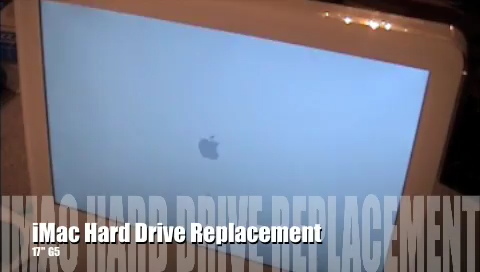 iMac Hard Drive Replacement
17" G5
IMAC HARD DRIVE REPLACEMENT